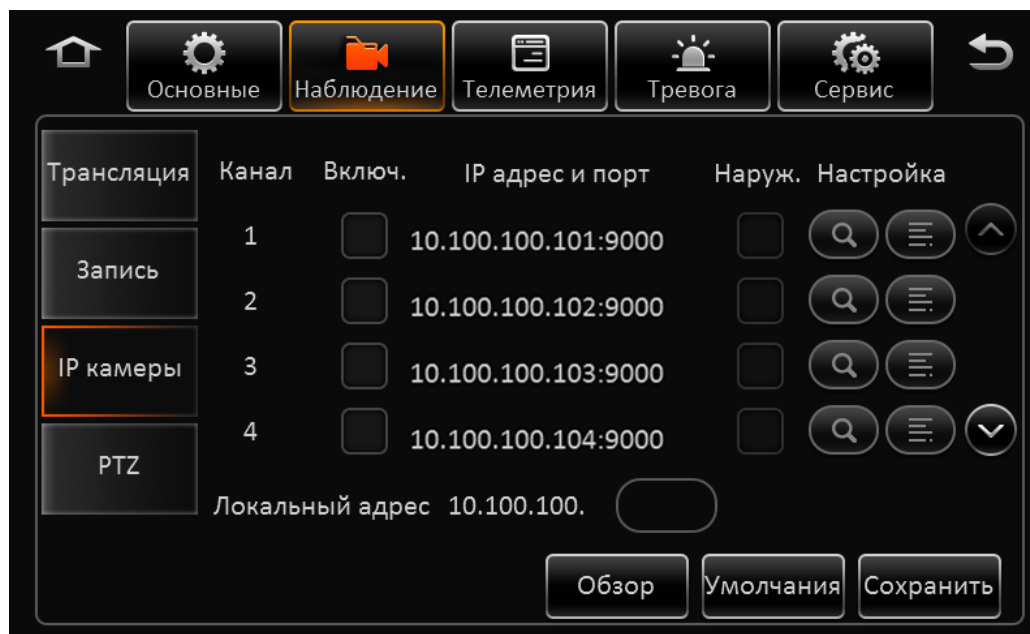 Основные Наблюдение Телеметрия Тревога Сервис
Трансляция Канал Включ. IP адрес и порт Наруж. Настройка
1 10.100.100.101:9000
Запись
2 10.100.100.102:9000
IP камеры 3 10.100.100.103:9000
4 10.100.100.104:9000
PTZ
Локальный адрес 10.100.100.
Обзор Умолчания Сохранить